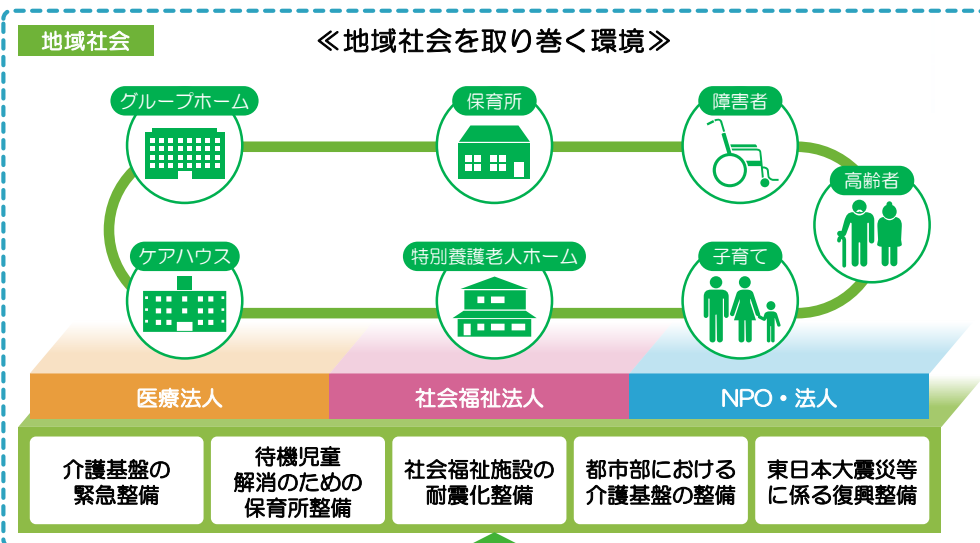 地域社会
≪地域社会を取り巻く環境≫
グループホーム
保育所
障害者
高齢者
ケアハウス
特別養護老人ホーム
子育て
医療法人
社会福祉法人
NPO・法人
介護基盤の
緊急整備
待機児童
解消のための
保育所整備
社会福祉施設の
耐震化整備
都市部における
介護基盤の整備
東日本大震災等
に係る復興整備